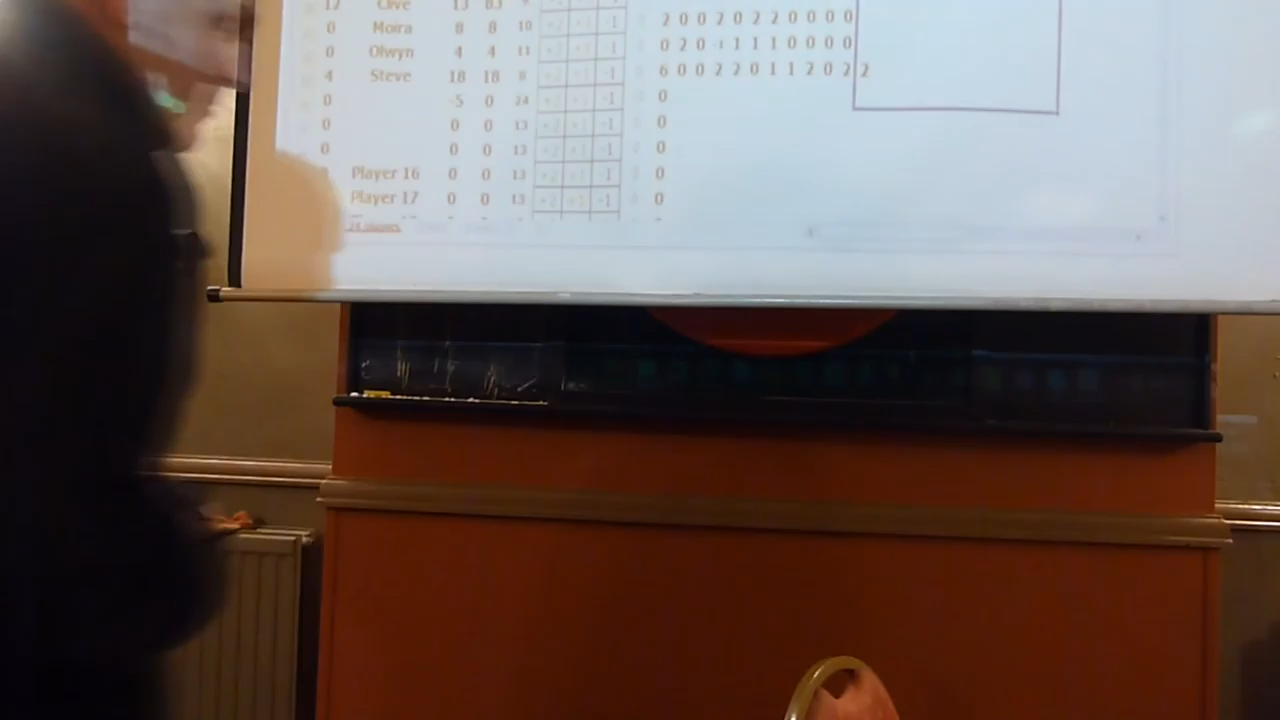 12 Clive 13 83
0 Moira 8 8 10 -1 2 0 0 2 0 2 2 0 0 0 0
0 Olwyn 4 4 11 +2 +1 -1 0 2 0 -1 1 1 1 0 0 0 0
4 Steve 18 18 8 +2 +1 -1 6 0 0 2 2 0 1 1 2 0 2 2
0 -5 0 24 +2 +1 -1 0
0 0 0 13 +2 +1 -1 0
0 0 0 13 +2 +1 -1 0
Player 16 0 0 13 +2 +1 -1 0
Player 17 0 0 13 +2 +1 -1 0